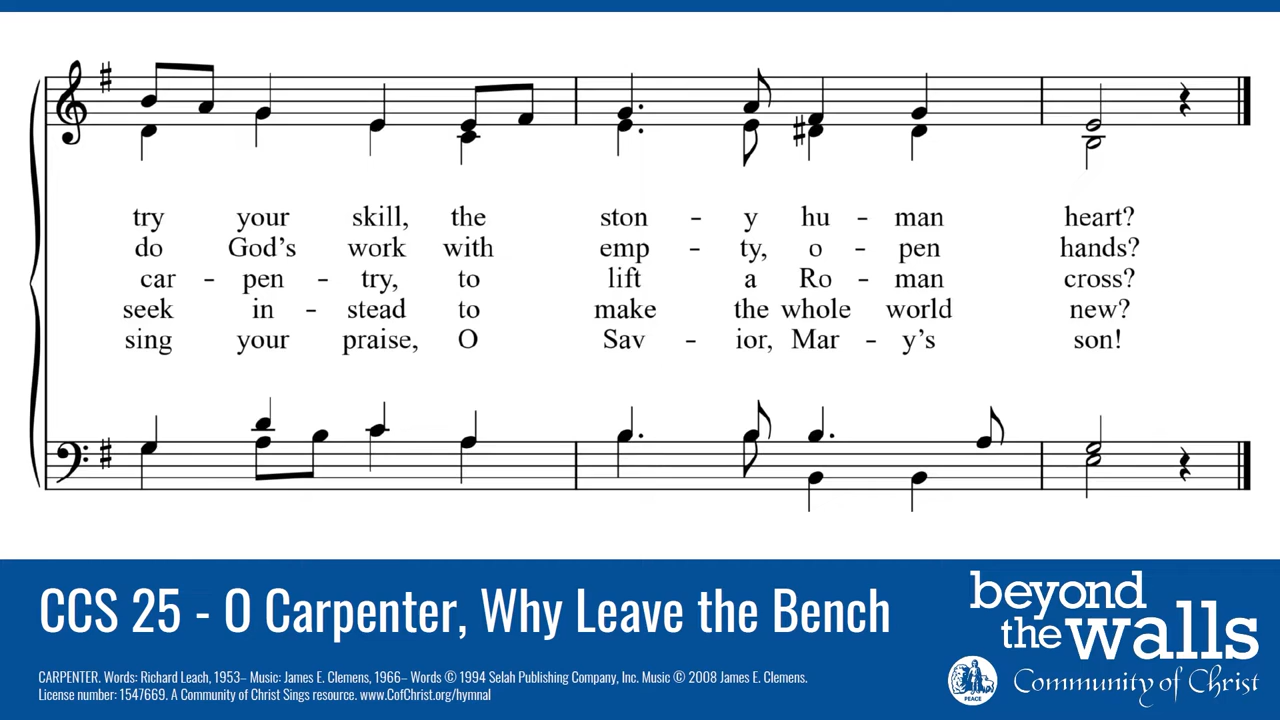 try your skill, the ston – y hu – man heart?
do God's work with emp – ty, o – pen hands?
car – pen – try, to lift a Ro – man cross?
seek in – stead to make the whole world new?
sing your praise, O Sav – ior, Mar – y's son!
CCS 25 - O Carpenter, Why Leave the Bench
CARPENTER. Words: Richard Leach, 1953– Music: James E. Clemens, 1966– Words © 1994 Selah Publishing Company, Inc. Music © 2008 James E. Clemens.
License number: 1547669. A Community of Christ Sings resource. www.CofChrist.org/hymnal
beyond
the walls
PEACE
Community of Christ